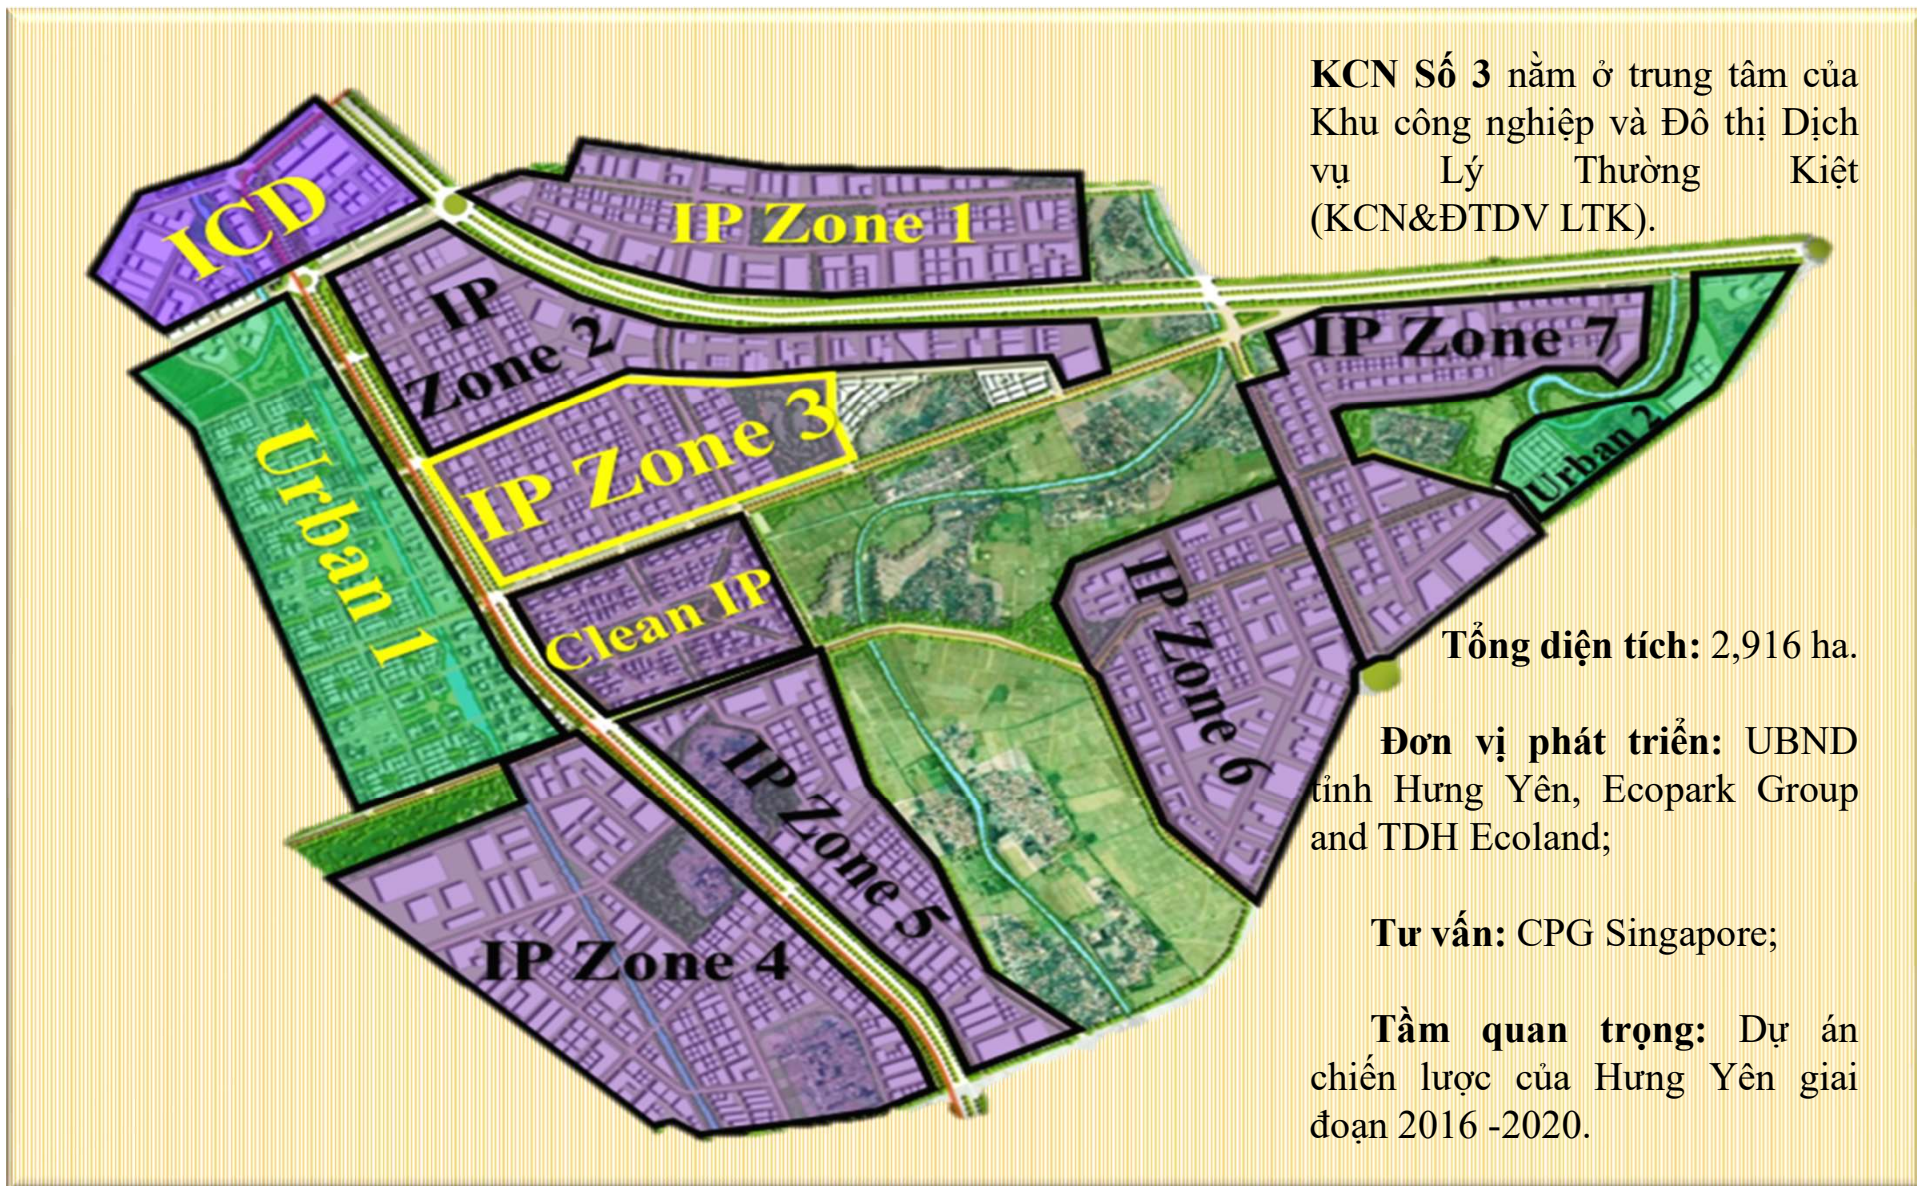 KCN Số 3 nằm ở trung tâm của
Khu công nghiệp và Đô thị Dịch
vụ Lý Thường Kiệt
(KCN&ĐTDV LTK).
ICD
IP Zone 1
IP
Zone 2
IP Zone 7
IP Zone 3
Urban 2
Urban 1
Clean IP
IP Zone 6
IP Zone 5
IP Zone 4
Tổng diện tích: 2,916 ha.
Đơn vị phát triển: UBND
tỉnh Hưng Yên, Ecopark Group
and TDH Ecoland;
Tư vấn: CPG Singapore;
Tầm quan trọng: Dự án
chiến lược của Hưng Yên giai
đoạn 2016 -2020.